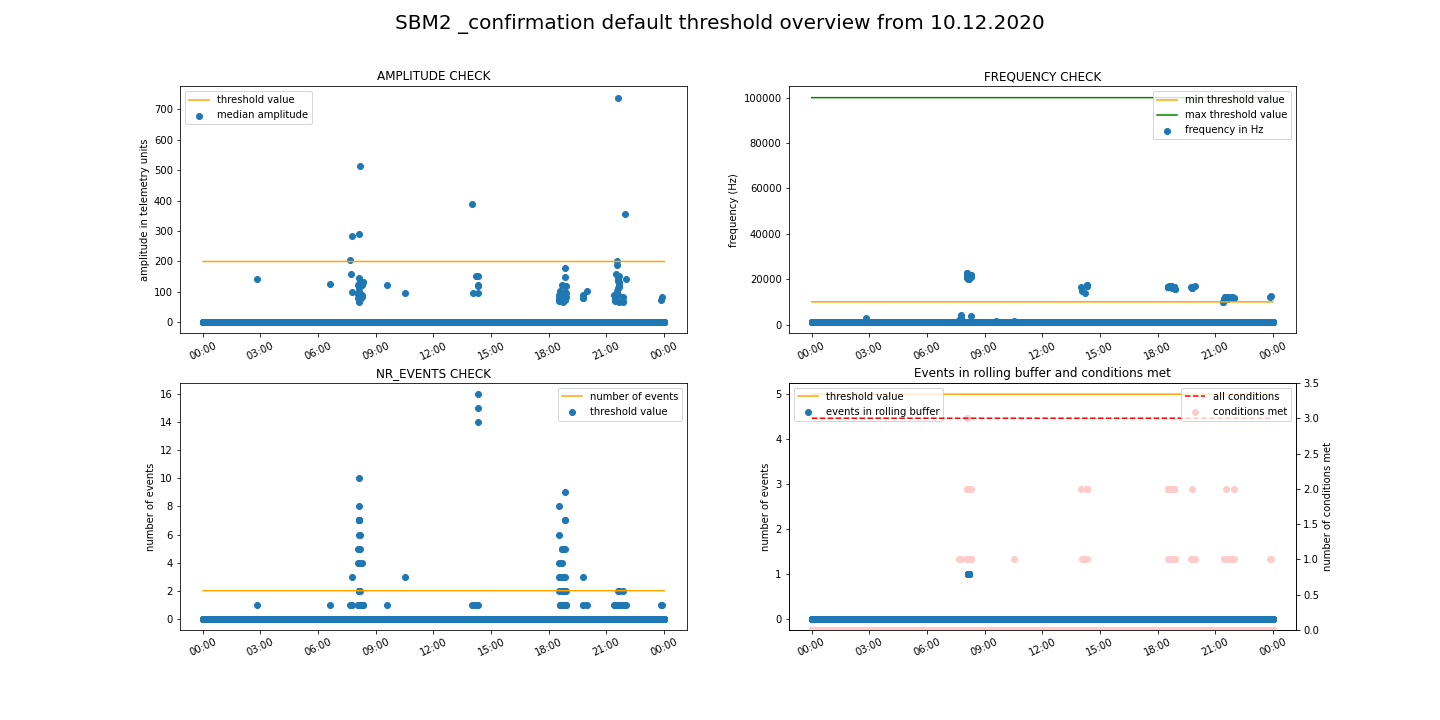 SBM2 _confirmation default threshold overview from 10.12.2020
AMPLITUDE CHECK
threshold value
median amplitude
amplitude in telemetry units
700
600
500
400
300
200
100
0
00:00 03:00 06:00 09:00 12:00 15:00 18:00 21:00 00:00
FREQUENCY CHECK
min threshold value
max threshold value
frequency in Hz
frequency (Hz)
100000
80000
60000
40000
20000
0
00:00 03:00 06:00 09:00 12:00 15:00 18:00 21:00 00:00
NR_EVENTS CHECK
number of events
threshold value
number of events
16
14
12
10
8
6
4
2
0
00:00 03:00 06:00 09:00 12:00 15:00 18:00 21:00 00:00
Events in rolling buffer and conditions met
threshold value
events in rolling buffer
all conditions
conditions met
number of events
5
4
3
2
1
0
3.5
3.0
2.5
2.0
1.5
1.0
0.5
0.0
number of conditions met
00:00 03:00 06:00 09:00 12:00 15:00 18:00 21:00 00:00